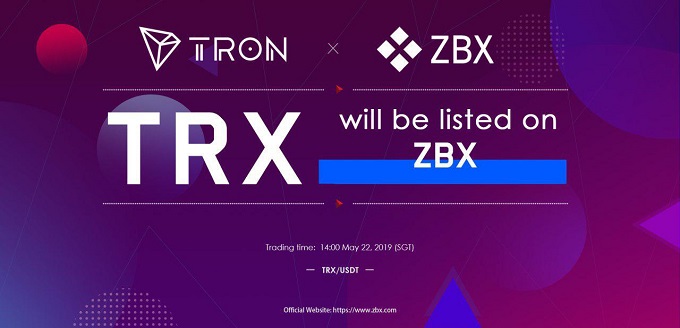 TRON × ZBX
TRX
will be listed on
ZBX
Trading time: 14:00 May 22, 2019 (SGT)
— TRX/USDT —
Official Website: https://www.zbx.com